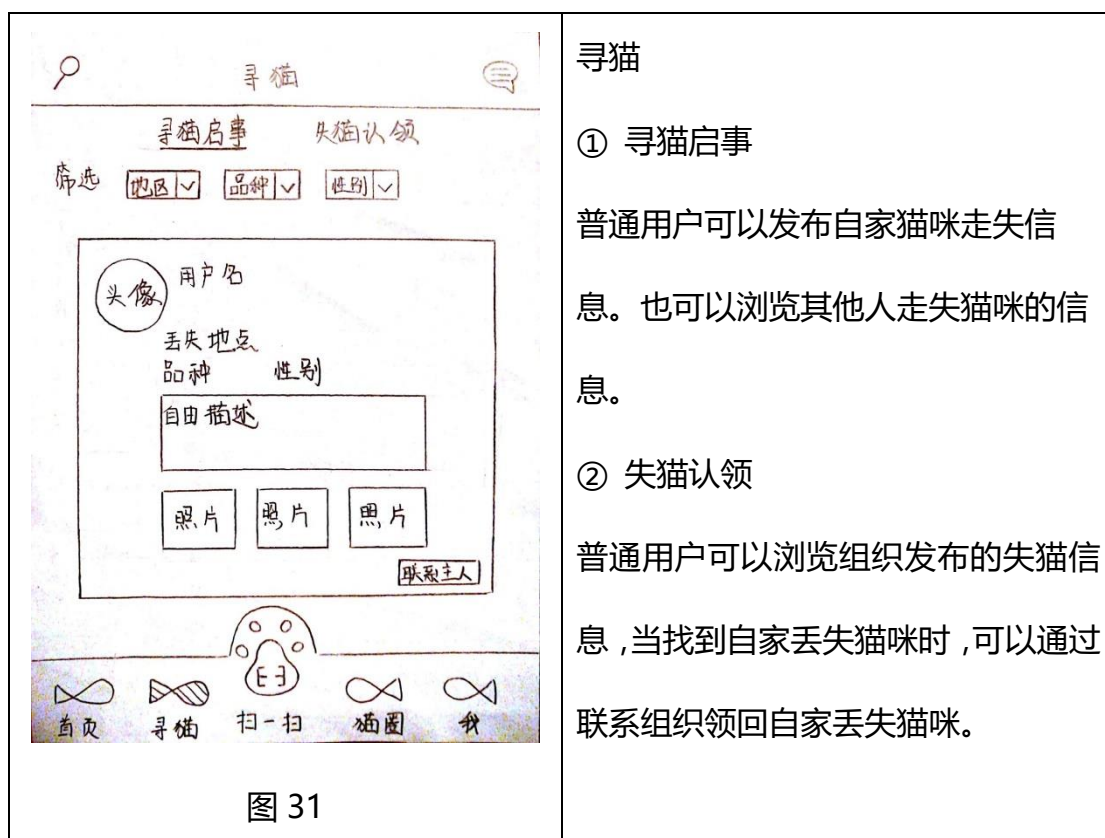 寻猫
寻猫启事 失猫认领
筛选 地区 品种 性别
头像 用户名
丢失地点
品种 性别
自由描述
照片 照片 照片
联系主人
首页 寻猫 扫一扫 猫圈 我
图 31
寻猫
① 寻猫启事
普通用户可以发布自家猫咪走失信
息。也可以浏览其他人走失猫咪的信
息。
② 失猫认领
普通用户可以浏览组织发布的失猫信
息,当找到自家丢失猫咪时,可以通过
联系组织领回自家丢失猫咪。